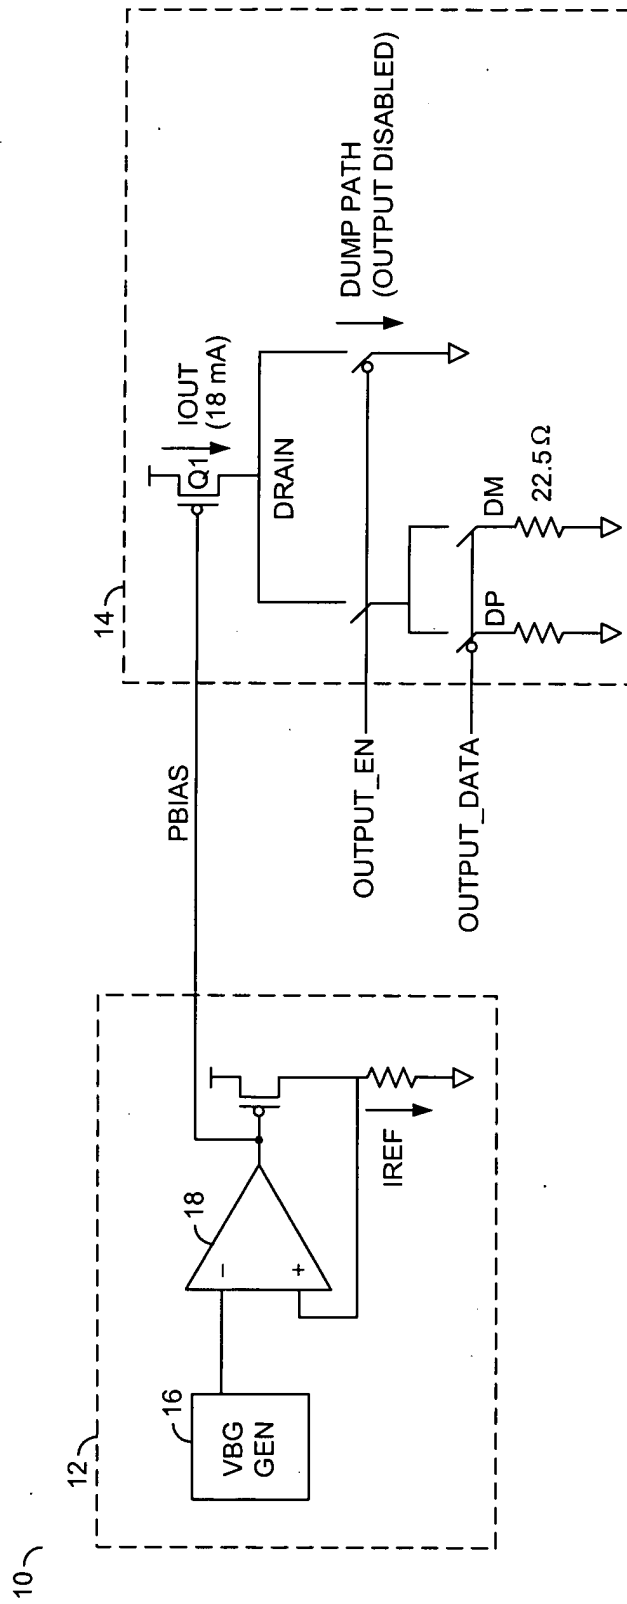 10
12
16
VBG
GEN
18
−
+
IREF
PBIAS
14
IOUT
(18 mA)
Q1
DRAIN
DUMP PATH
(OUTPUT DISABLED)
OUTPUT_EN
OUTPUT_DATA
DP
DM
22.5 Ω